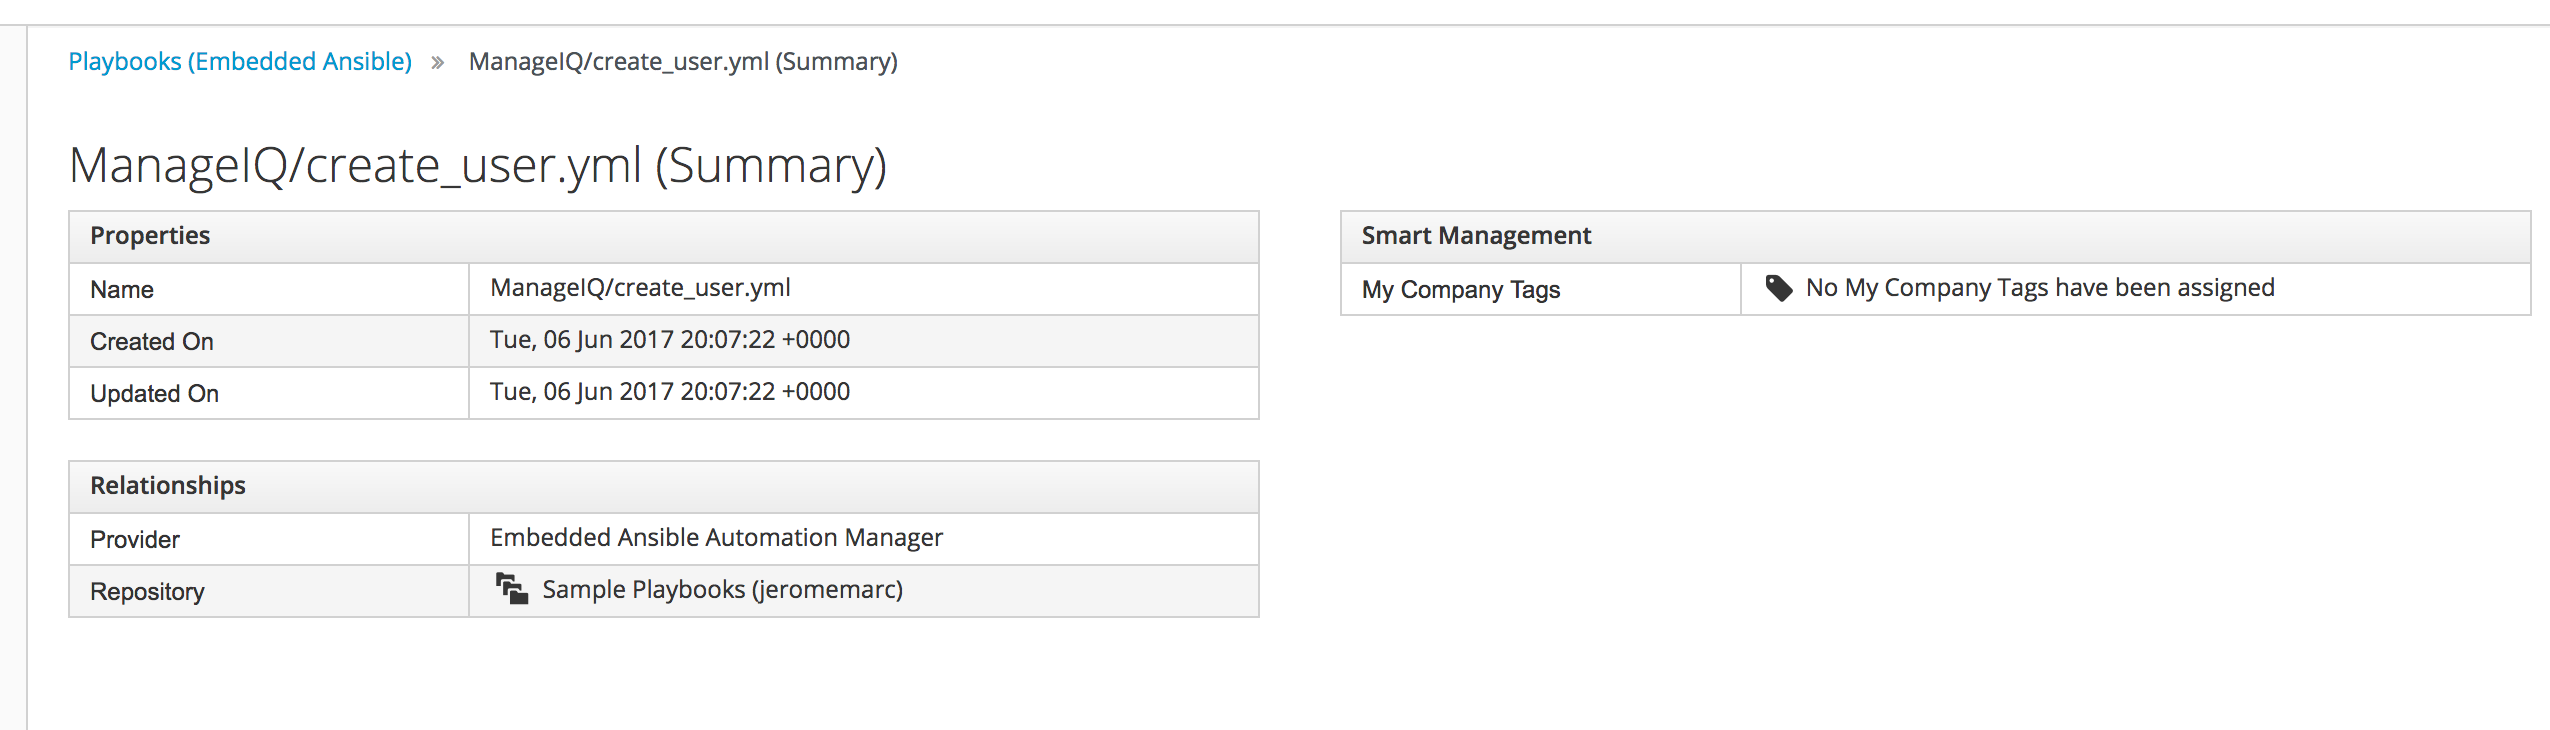 Playbooks (Embedded Ansible) » ManageIQ/create_user.yml (Summary)
ManageIQ/create_user.yml (Summary)
Properties
Name ManageIQ/create_user.yml
Created On Tue, 06 Jun 2017 20:07:22 +0000
Updated On Tue, 06 Jun 2017 20:07:22 +0000
Relationships
Provider Embedded Ansible Automation Manager
Repository Sample Playbooks (jeromemarc)
Smart Management
My Company Tags No My Company Tags have been assigned